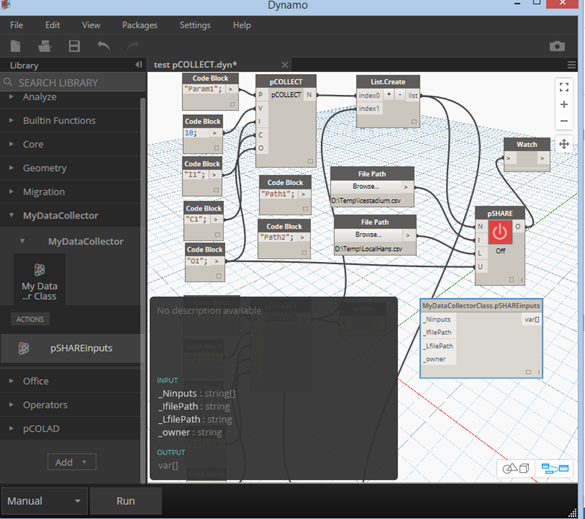 Dynamo
File Edit View Packages Settings Help
Library
test pCOLLECT.dyn*
SEARCH LIBRARY
Analyze
Builtin Functions
Core
Geometry
Migration
MyDataCollector
MyDataCollector
My Data
..r Class
ACTIONS
pSHAREinputs
Office
Operators
pCOLAD
Add
Manual
Run
Code Block
"Param1"; >
Code Block
10; >
Code Block
"I1"; >
Code Block
"C1"; >
Code Block
"O1"; >
pCOLLECT
P pCOLLECT N
V
I
C
O
List.Create
index0 + - list
index1
Code Block
"Path1"; >
Code Block
"Path2"; >
File Path
Browse... >
D:\Temp\icestadium.csv
File Path
Browse... >
D:\Temp\LocalHans.csv
Watch
> >
pSHARE
N O
I
L Off
U
MyDataCollectorClass.pSHAREinputs
_Ninputs var[]
_IfilePath
_LfilePath
_owner
No description available
INPUT
_Ninputs : string[]
_IfilePath : string
_LfilePath : string
_owner : string
OUTPUT
var[]